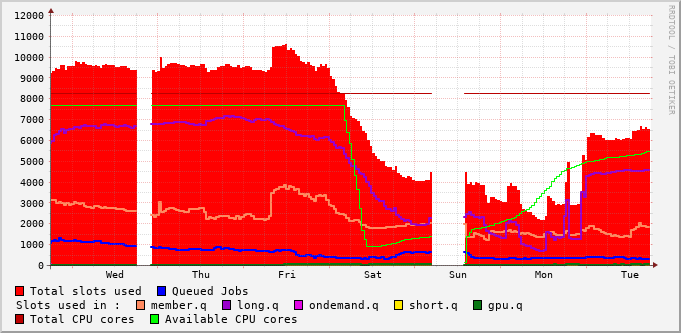 12000
11000
10000
9000
8000
7000
6000
5000
4000
3000
2000
1000
0
Wed Thu Fri Sat Sun Mon Tue
RRDTOOL / TOBI OETIKER
Total slots used Queued Jobs
Slots used in : member.q long.q ondemand.q short.q gpu.q
Total CPU cores Available CPU cores